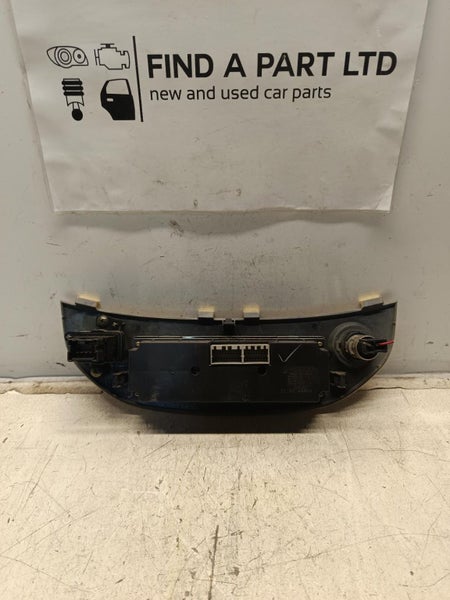 FIND A PART LTD
new and used car parts